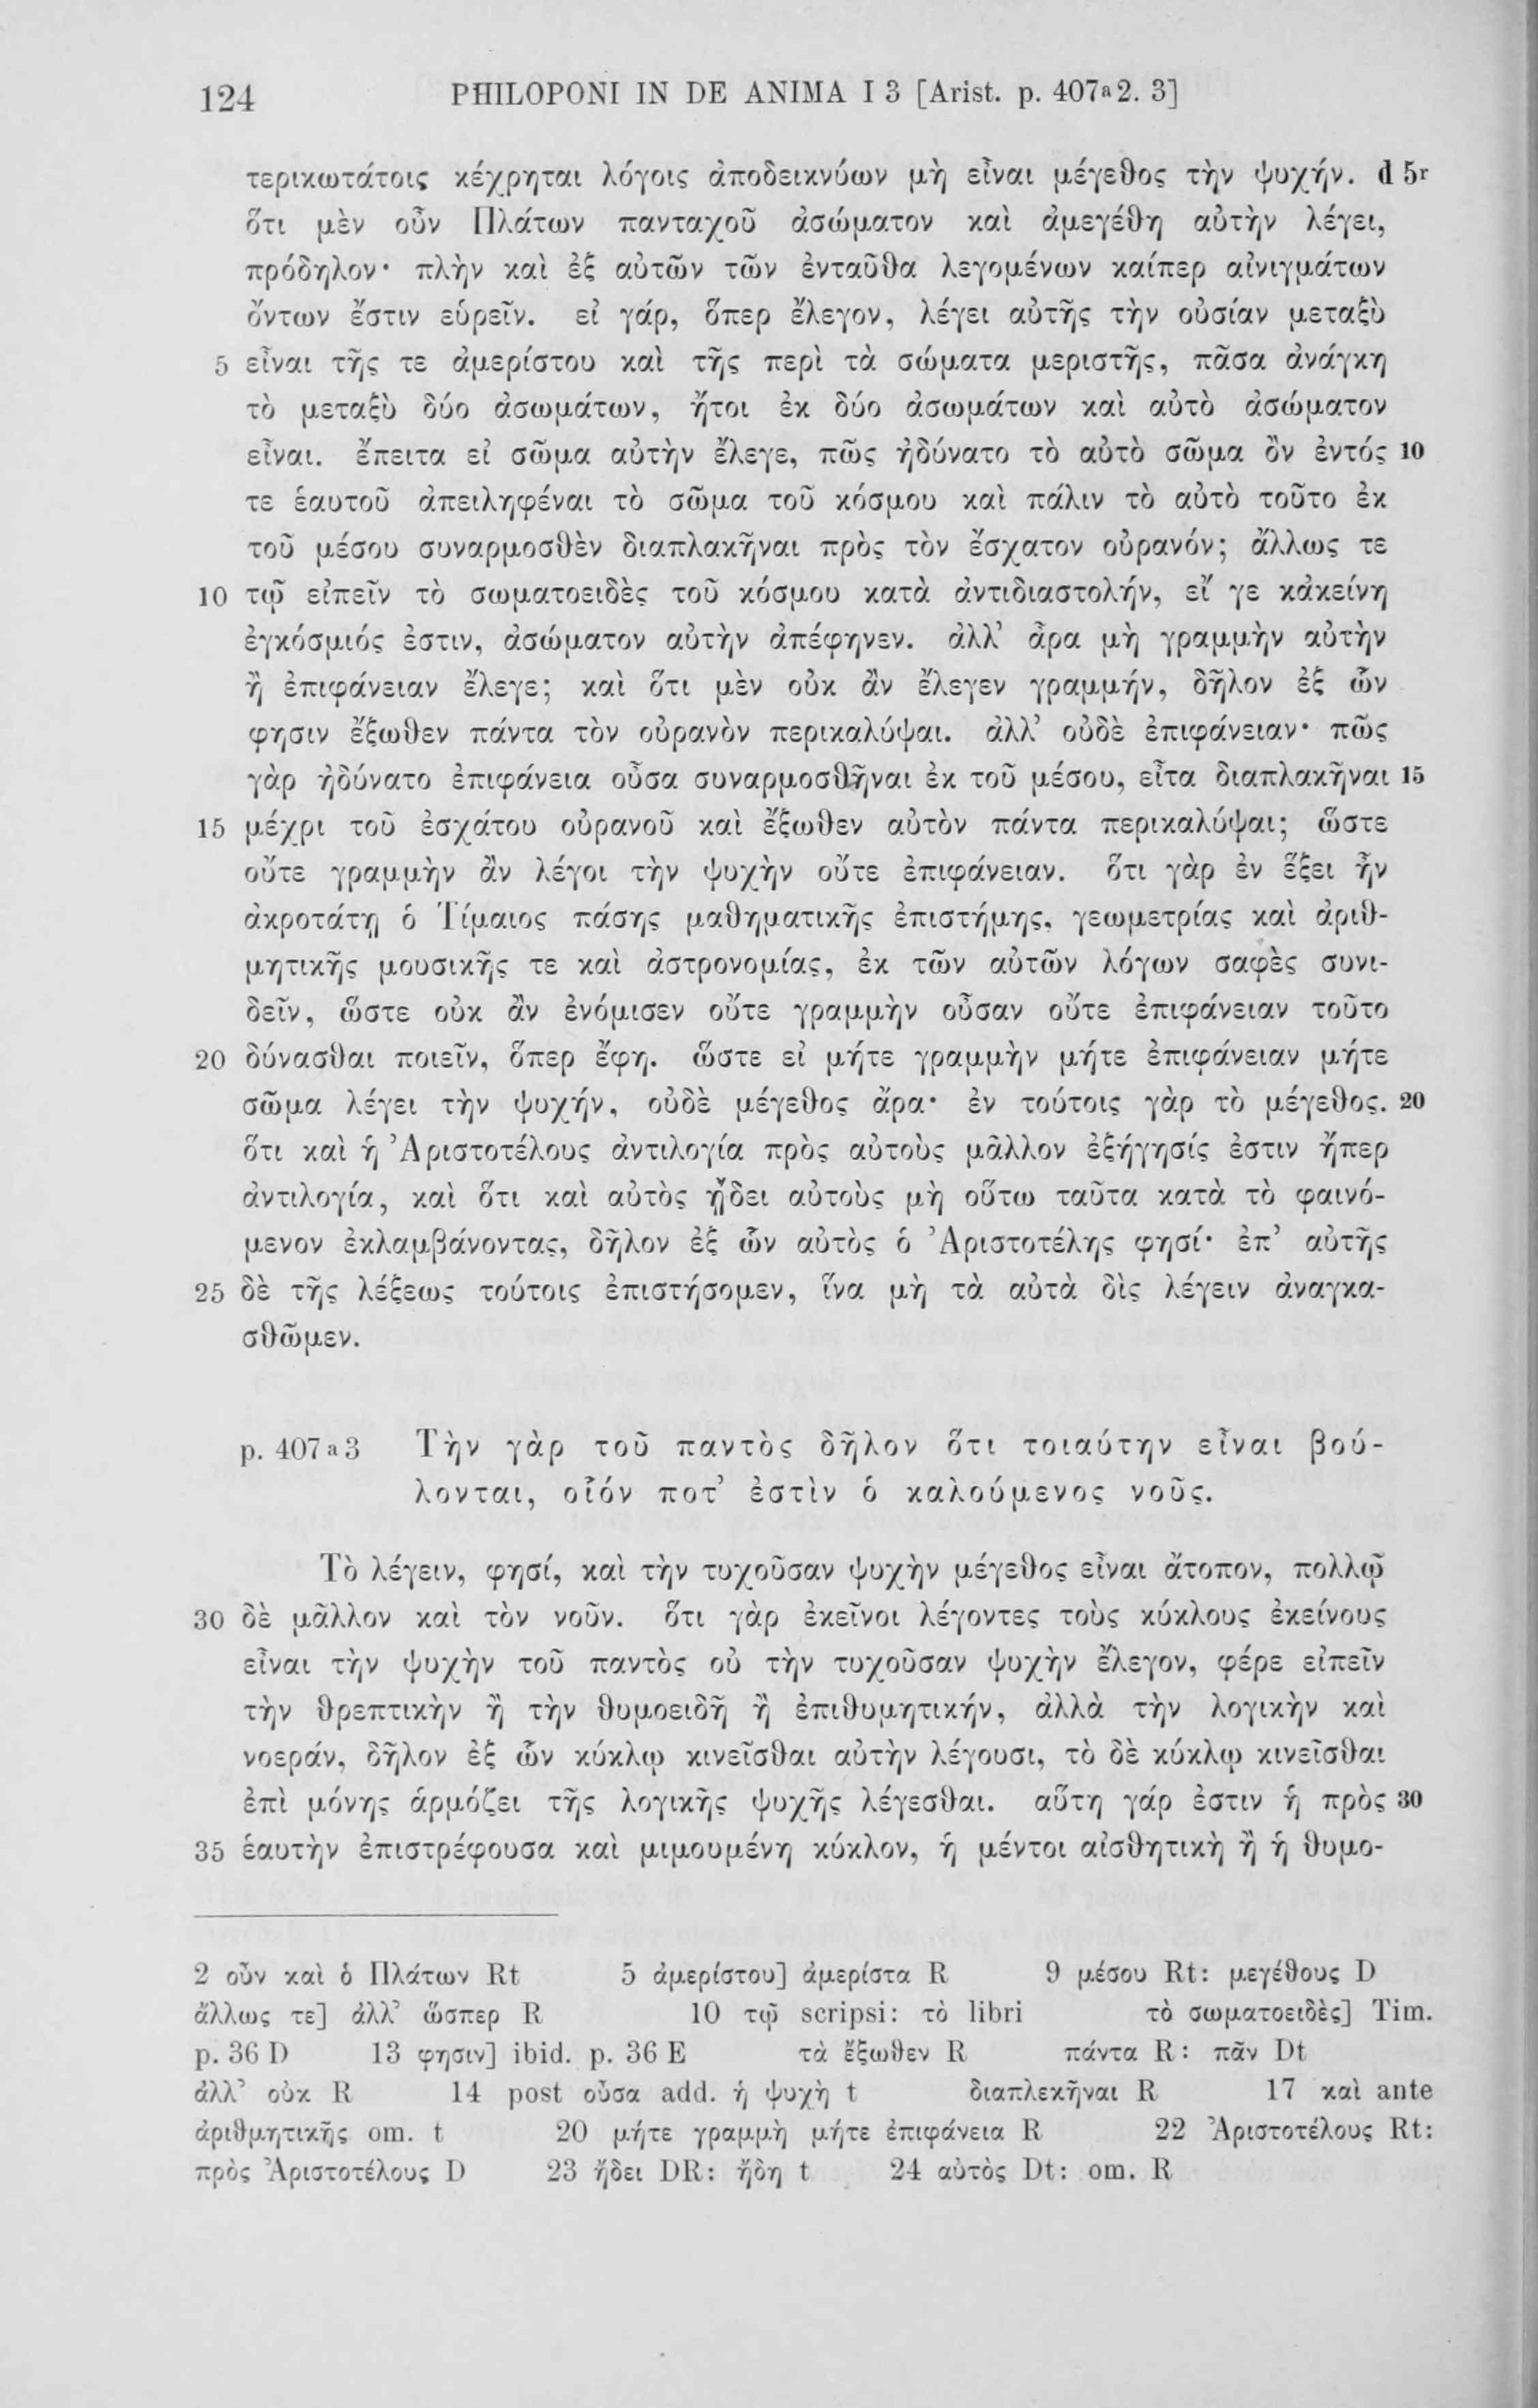 124 PHILOPONI IN DE ANIMA I 3 [Arist. p. 407ª2. 3]
τερικωτάτοις κέχρηται λόγοις ἀποδεικνύων μὴ εἶναι μέγεθος τὴν ψυχήν. d 5r
ὅτι μὲν οὖν Πλάτων πανταχοῦ ἀσώματον καὶ ἀμεγέθη αὐτὴν λέγει,
πρόδηλον· πλὴν καὶ ἐξ αὐτῶν τῶν ἐνταῦθα λεγομένων καίπερ αἰνιγμάτων
ὄντων ἔστιν εὑρεῖν. εἰ γάρ, ὅπερ ἔλεγον, λέγει αὐτῆς τὴν οὐσίαν μεταξὺ
5 εἶναι τῆς τε ἀμερίστου καὶ τῆς περὶ τὰ σώματα μεριστῆς, πᾶσα ἀνάγκη
τὸ μεταξὺ δύο ἀσωμάτων, ἤτοι ἐκ δύο ἀσωμάτων καὶ αὐτὸ ἀσώματον
εἶναι. ἔπειτα εἰ σῶμα αὐτὴν ἔλεγε, πῶς ἠδύνατο τὸ αὐτὸ σῶμα ὂν ἐντός 10
τε ἑαυτοῦ ἀπειληφέναι τὸ σῶμα τοῦ κόσμου καὶ πάλιν τὸ αὐτὸ τοῦτο ἐκ
τοῦ μέσου συναρμοσθὲν διαπλακῆναι πρὸς τὸν ἔσχατον οὐρανόν; ἄλλως τε
10 τῷ εἰπεῖν τὸ σωματοειδὲς τοῦ κόσμου κατὰ ἀντιδιαστολήν, εἴ γε κἀκείνη
ἐγκόσμιός ἐστιν, ἀσώματον αὐτὴν ἀπέφηνεν. ἀλλ’ ἆρα μὴ γραμμὴν αὐτὴν
ἢ ἐπιφάνειαν ἔλεγε; καὶ ὅτι μὲν οὐκ ἂν ἔλεγεν γραμμήν, δῆλον ἐξ ὧν
φησιν ἔξωθεν πάντα τὸν οὐρανὸν περικαλύψαι. ἀλλ’ οὐδὲ ἐπιφάνειαν· πῶς
γὰρ ἠδύνατο ἐπιφάνεια οὖσα συναρμοσθῆναι ἐκ τοῦ μέσου, εἶτα διαπλακῆναι 15
15 μέχρι τοῦ ἐσχάτου οὐρανοῦ καὶ ἔξωθεν αὐτὸν πάντα περικαλύψαι; ὥστε
οὔτε γραμμὴν ἂν λέγοι τὴν ψυχὴν οὔτε ἐπιφάνειαν. ὅτι γὰρ ἐν ἕξει ἦν
ἀκροτάτῃ ὁ Τίμαιος πάσης μαθηματικῆς ἐπιστήμης, γεωμετρίας καὶ ἀριθ-
μητικῆς μουσικῆς τε καὶ ἀστρονομίας, ἐκ τῶν αὐτῶν λόγων σαφὲς συνι-
δεῖν, ὥστε οὐκ ἂν ἐνόμισεν οὔτε γραμμὴν οὖσαν οὔτε ἐπιφάνειαν τοῦτο
20 δύνασθαι ποιεῖν, ὅπερ ἔφη. ὥστε εἰ μήτε γραμμὴν μήτε ἐπιφάνειαν μήτε
σῶμα λέγει τὴν ψυχήν, οὐδὲ μέγεθος ἄρα· ἐν τούτοις γὰρ τὸ μέγεθος. 20
ὅτι καὶ ἡ Ἀριστοτέλους ἀντιλογία πρὸς αὐτοὺς μᾶλλον ἐξήγησίς ἐστιν ἤπερ
ἀντιλογία, καὶ ὅτι καὶ αὐτὸς ᾔδει αὐτοὺς μὴ οὕτω ταῦτα κατὰ τὸ φαινό-
μενον ἐκλαμβάνοντας, δῆλον ἐξ ὧν αὐτὸς ὁ Ἀριστοτέλης φησί· ἐπ’ αὐτῆς
25 δὲ τῆς λέξεως τούτοις ἐπιστήσομεν, ἵνα μὴ τὰ αὐτὰ δὶς λέγειν ἀναγκα-
σθῶμεν.
p. 407ª3 Τὴν γὰρ τοῦ παντὸς δῆλον ὅτι τοιαύτην εἶναι βού-
λονται, οἷόν ποτ’ ἐστὶν ὁ καλούμενος νοῦς.
Τὸ λέγειν, φησί, καὶ τὴν τυχοῦσαν ψυχὴν μέγεθος εἶναι ἄτοπον, πολλῷ
30 δὲ μᾶλλον καὶ τὸν νοῦν. ὅτι γὰρ ἐκεῖνοι λέγοντες τοὺς κύκλους ἐκείνους
εἶναι τὴν ψυχὴν τοῦ παντὸς οὐ τὴν τυχοῦσαν ψυχὴν ἔλεγον, φέρε εἰπεῖν
τὴν θρεπτικὴν ἢ τὴν θυμοειδῆ ἢ ἐπιθυμητικήν, ἀλλὰ τὴν λογικὴν καὶ
νοεράν, δῆλον ἐξ ὧν κύκλῳ κινεῖσθαι αὐτὴν λέγουσι, τὸ δὲ κύκλῳ κινεῖσθαι
ἐπὶ μόνης ἁρμόζει τῆς λογικῆς ψυχῆς λέγεσθαι. αὕτη γάρ ἐστιν ἡ πρὸς 30
35 ἑαυτὴν ἐπιστρέφουσα καὶ μιμουμένη κύκλον, ἡ μέντοι αἰσθητικὴ ἢ ἡ θυμο-
2 οὖν καὶ ὁ Πλάτων Rt 5 ἀμερίστου] ἀμερίστα R 9 μέσου Rt: μεγέθους D
ἄλλως τε] ἀλλ’ ὥσπερ R 10 τῷ scripsi: τὸ libri τὸ σωματοειδὲς] Tim.
p. 36 D 13 φησιν] ibid. p. 36 E τὰ ἔξωθεν R πάντα R: πᾶν Dt
ἀλλ’ οὐκ R 14 post οὖσα add. ἡ ψυχὴ t διαπλεκῆναι R 17 καὶ ante
ἀριθμητικῆς om. t 20 μήτε γραμμὴ μήτε ἐπιφάνεια R 22 Ἀριστοτέλους Rt:
πρὸς Ἀριστοτέλους D 23 ᾔδει DR: ἤδη t 24 αὐτὸς Dt: om. R